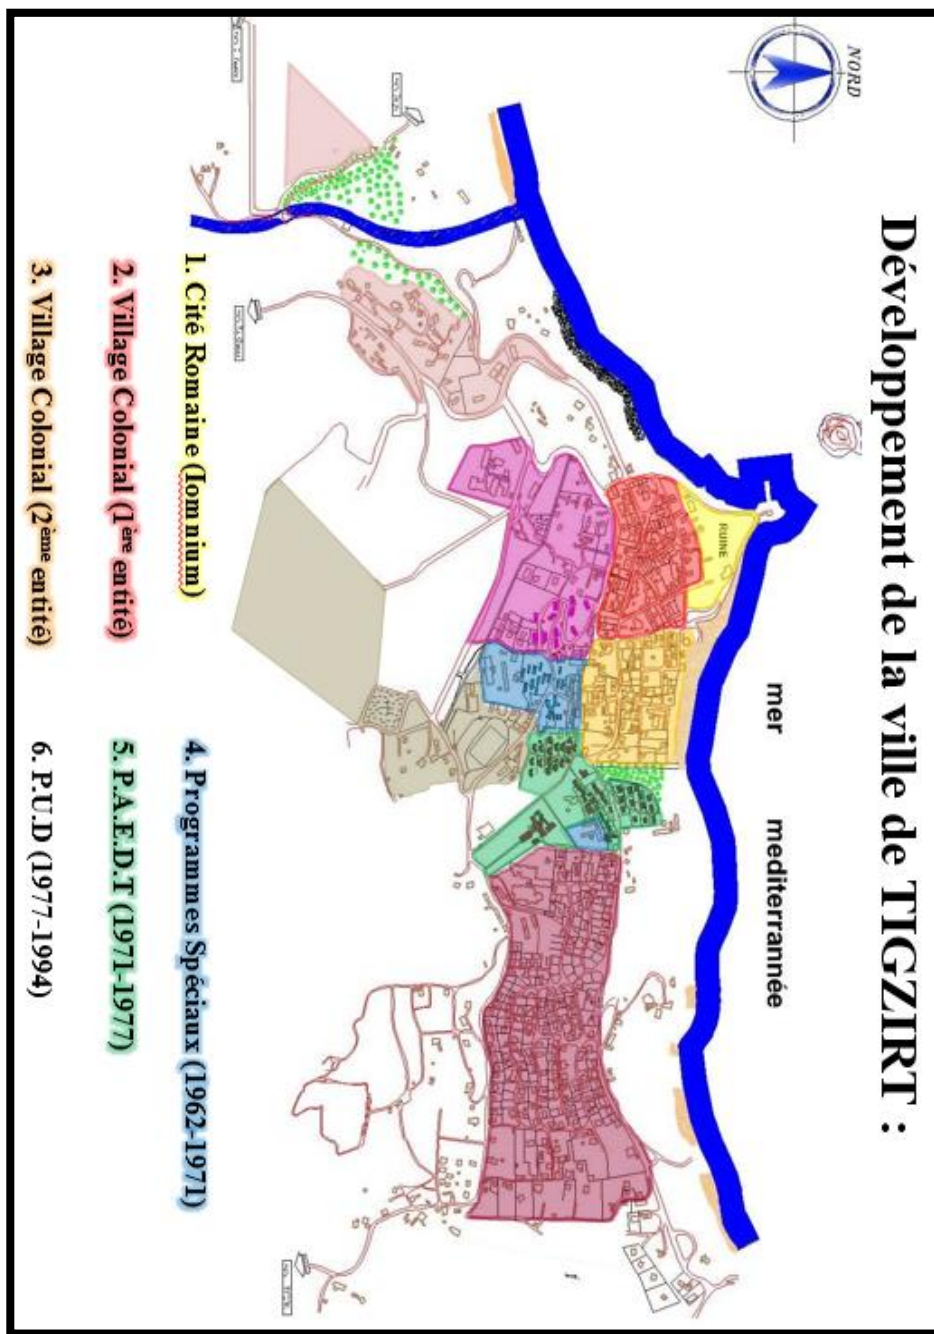 Développement de la ville de TIGZIRT :
NORD
mer mediterrannée
RUINE
1. Cité Romaine (Iomnium)
2. Village Colonial (1ère entité)
3. Village Colonial (2ème entité)
4. Programmes Spéciaux (1962-1971)
5. P.A.E.D.T (1971-1977)
6. P.U.D (1977-1994)